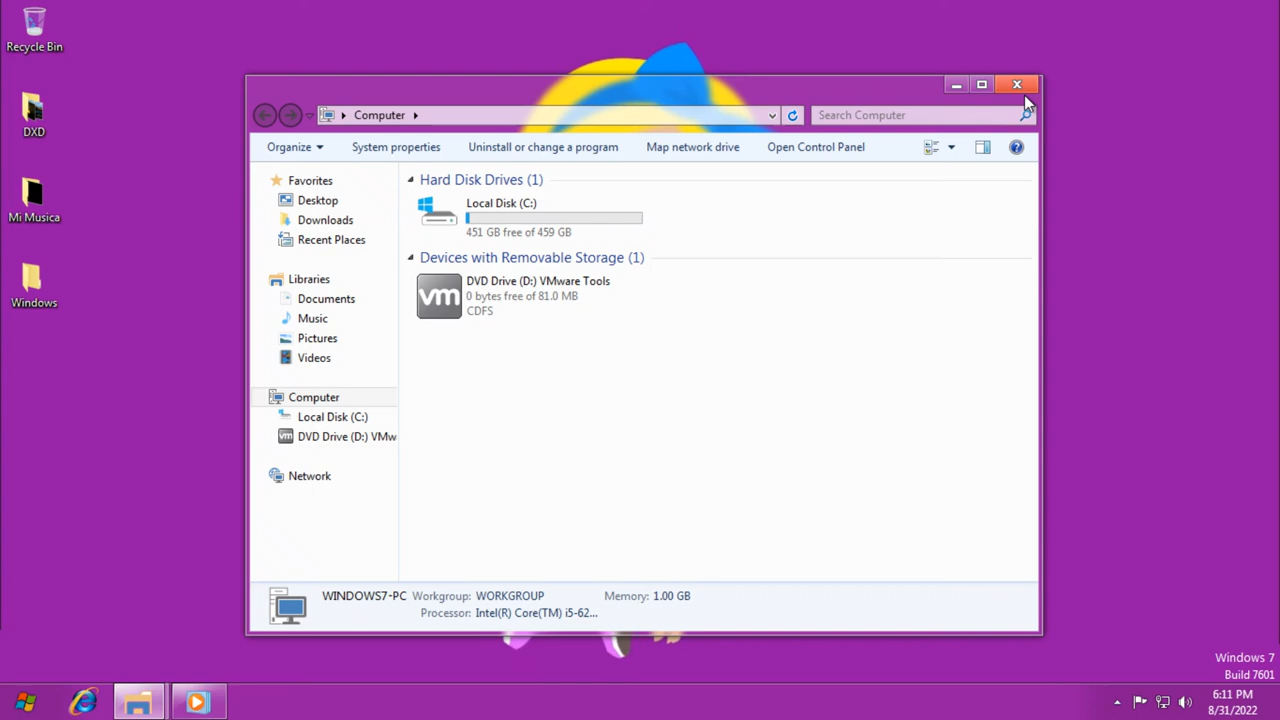 Recycle Bin
DXD
Mi Musica
Windows
Computer
Search Computer
Organize
System properties
Uninstall or change a program
Map network drive
Open Control Panel
Favorites
Desktop
Downloads
Recent Places
Libraries
Documents
Music
Pictures
Videos
Computer
Local Disk (C:)
DVD Drive (D:) VMw
Network
Hard Disk Drives (1)
Local Disk (C:)
451 GB free of 459 GB
Devices with Removable Storage (1)
vm
DVD Drive (D:) VMware Tools
0 bytes free of 81.0 MB
CDFS
WINDOWS7-PC Workgroup: WORKGROUP Memory: 1.00 GB
Processor: Intel(R) Core(TM) i5-62...
Windows 7
Build 7601
6:11 PM
8/31/2022